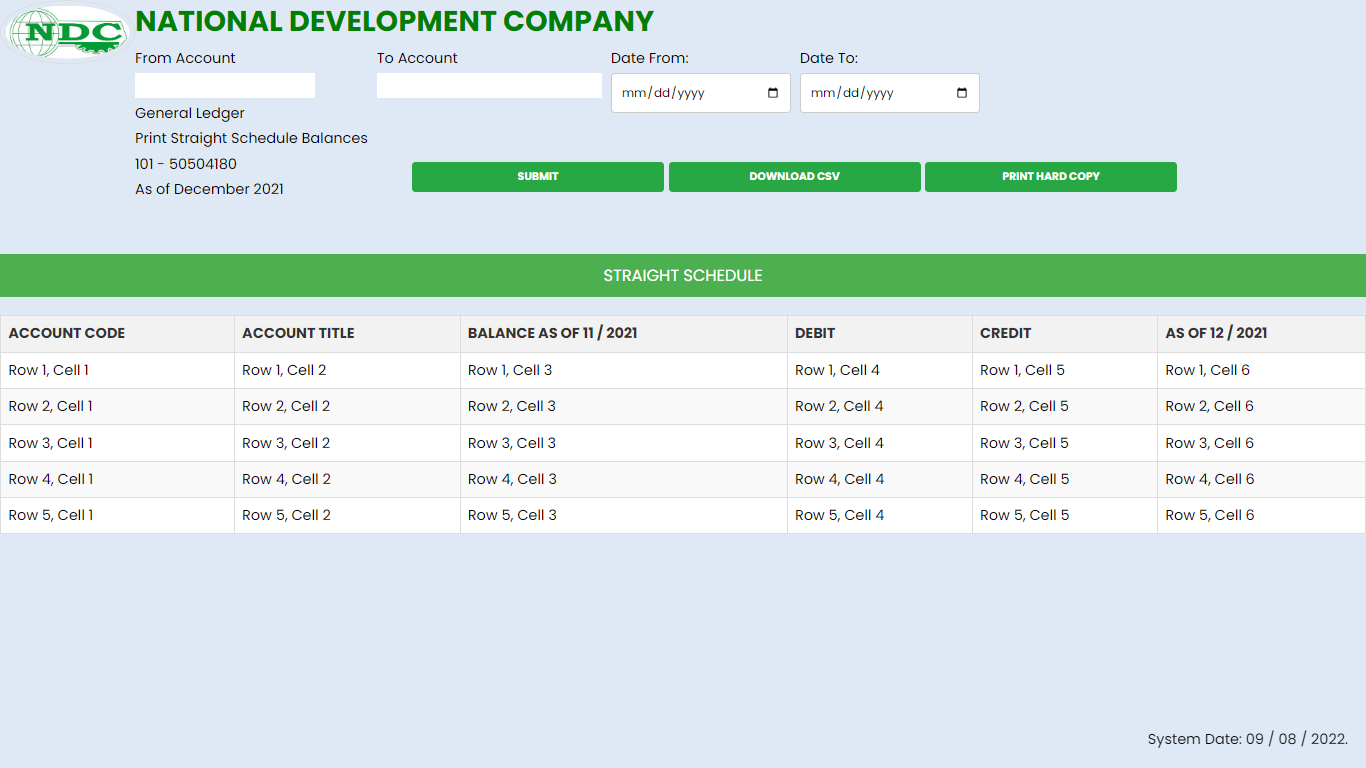 NDC
NATIONAL DEVELOPMENT COMPANY
From Account To Account Date From: Date To:
mm/dd/yyyy mm/dd/yyyy
General Ledger
Print Straight Schedule Balances
101 - 50504180
As of December 2021
SUBMIT DOWNLOAD CSV PRINT HARD COPY
STRAIGHT SCHEDULE
ACCOUNT CODE ACCOUNT TITLE BALANCE AS OF 11 / 2021 DEBIT CREDIT AS OF 12 / 2021
Row 1, Cell 1 Row 1, Cell 2 Row 1, Cell 3 Row 1, Cell 4 Row 1, Cell 5 Row 1, Cell 6
Row 2, Cell 1 Row 2, Cell 2 Row 2, Cell 3 Row 2, Cell 4 Row 2, Cell 5 Row 2, Cell 6
Row 3, Cell 1 Row 3, Cell 2 Row 3, Cell 3 Row 3, Cell 4 Row 3, Cell 5 Row 3, Cell 6
Row 4, Cell 1 Row 4, Cell 2 Row 4, Cell 3 Row 4, Cell 4 Row 4, Cell 5 Row 4, Cell 6
Row 5, Cell 1 Row 5, Cell 2 Row 5, Cell 3 Row 5, Cell 4 Row 5, Cell 5 Row 5, Cell 6
System Date: 09 / 08 / 2022.